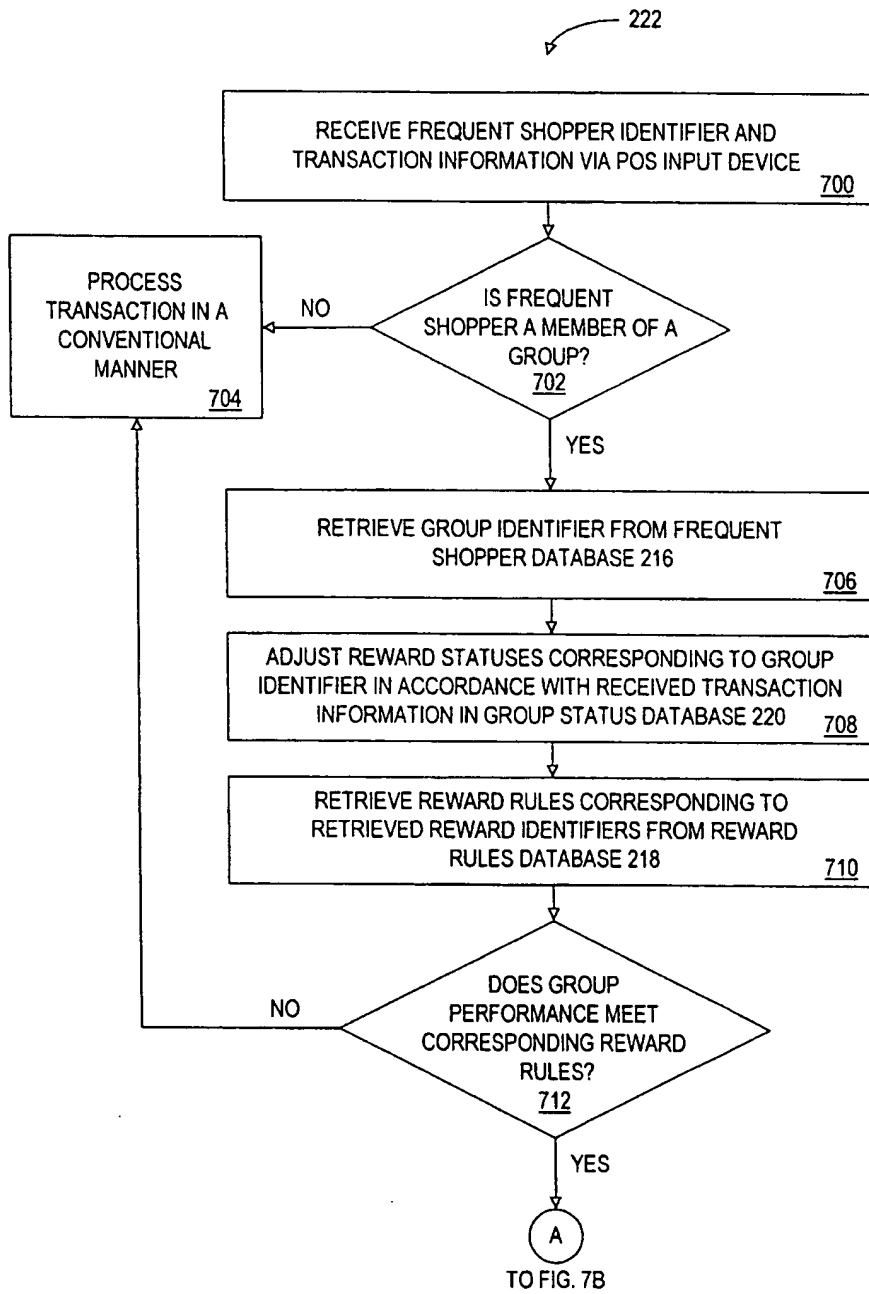 222
RECEIVE FREQUENT SHOPPER IDENTIFIER AND
TRANSACTION INFORMATION VIA POS INPUT DEVICE
700
PROCESS
TRANSACTION IN A
CONVENTIONAL
MANNER
704
NO
IS FREQUENT
SHOPPER A MEMBER OF A
GROUP?
702
YES
RETRIEVE GROUP IDENTIFIER FROM FREQUENT
SHOPPER DATABASE 216
706
ADJUST REWARD STATUSES CORRESPONDING TO GROUP
IDENTIFIER IN ACCORDANCE WITH RECEIVED TRANSACTION
INFORMATION IN GROUP STATUS DATABASE 220
708
RETRIEVE REWARD RULES CORRESPONDING TO
RETRIEVED REWARD IDENTIFIERS FROM REWARD
RULES DATABASE 218
710
NO
DOES GROUP
PERFORMANCE MEET
CORRESPONDING REWARD
RULES?
712
YES
A
TO FIG. 7B